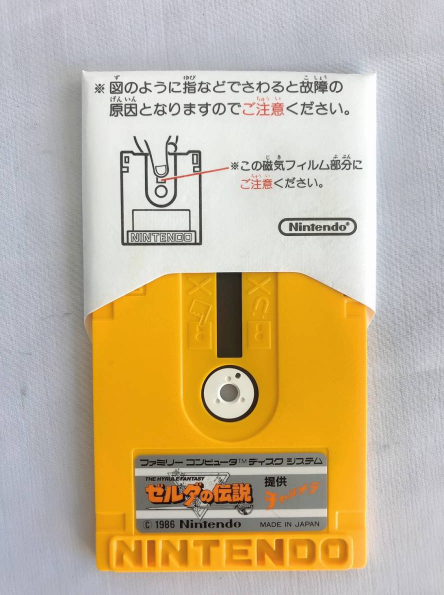 ※図のように指などでさわると故障の
原因となりますのでご注意ください。
※この磁気フィルム部分に
ご注意ください。
NINTENDO
Nintendo®
ファミリー コンピュータ™ ディスク システム
THE HYRULE FANTASY
ゼルダの伝説
提供
© 1986 Nintendo
MADE IN JAPAN
NINTENDO